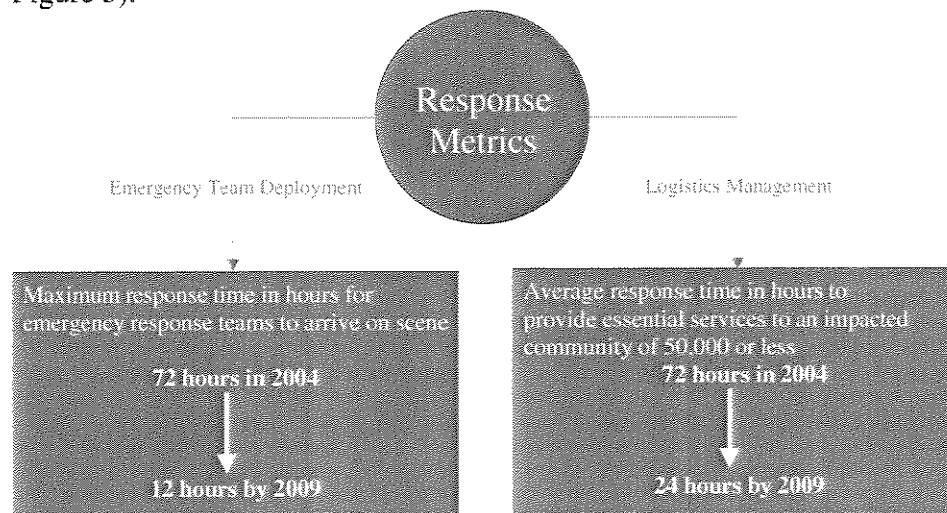 Figure 3).
Response
Metrics
Emergency Team Deployment
Logistics Management
Maximum response time in hours for
emergency response teams to arrive on scene
72 hours in 2004
12 hours by 2009
Average response time in hours to
provide essential services to an impacted
community of 50,000 or less
72 hours in 2004
24 hours by 2009